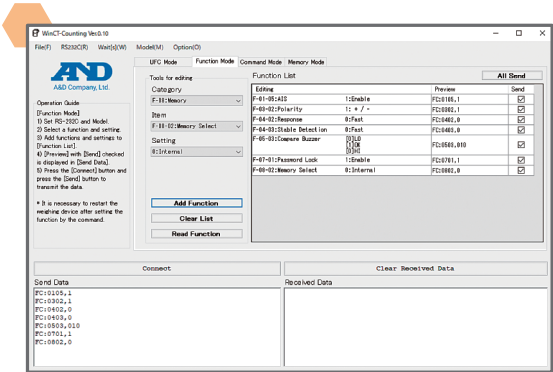 WinCT-Counting Ver.0.10
File(F) RS232C(R) Wait[s](W) Model(M) Option(O)
AND
A&D Company, Ltd.
Operation Guide
[Function Mode]
1) Set RS-232C and Model.
2) Select a function and setting.
3) Add functions and settings to
[Function List].
4) [Preview] with [Send] checked
is displayed in [Send Data].
5) Press the [Connect] button and
press the [Send] button to
transmit the data.
* It is necessary to restart the
weighing device after setting the
function by the command.
UFC Mode Function Mode Command Mode Memory Mode
Tools for editing
Category
F-08:Memory
Item
F-08-02:Memory Select
Setting
0:Internal
Add Function
Clear List
Read Function
Function List
All Send
Editing Preview Send
F-01-05:AIS 1:Enable FC:0105,1
F-03-02:Polarity 1: + / - FC:0302,1
F-04-02:Response 0:Fast FC:0402,0
F-04-03:Stable Detection 0:Fast FC:0403,0
F-05-03:Compare Buzzer [0]LO [1]OK [0]HI FC:0503,010
F-07-01:Password Lock 1:Enable FC:0701,1
F-08-02:Memory Select 0:Internal FC:0802,0
Connect
Clear Received Data
Send Data
FC:0105,1
FC:0302,1
FC:0402,0
FC:0403,0
FC:0503,010
FC:0701,1
FC:0802,0
Received Data